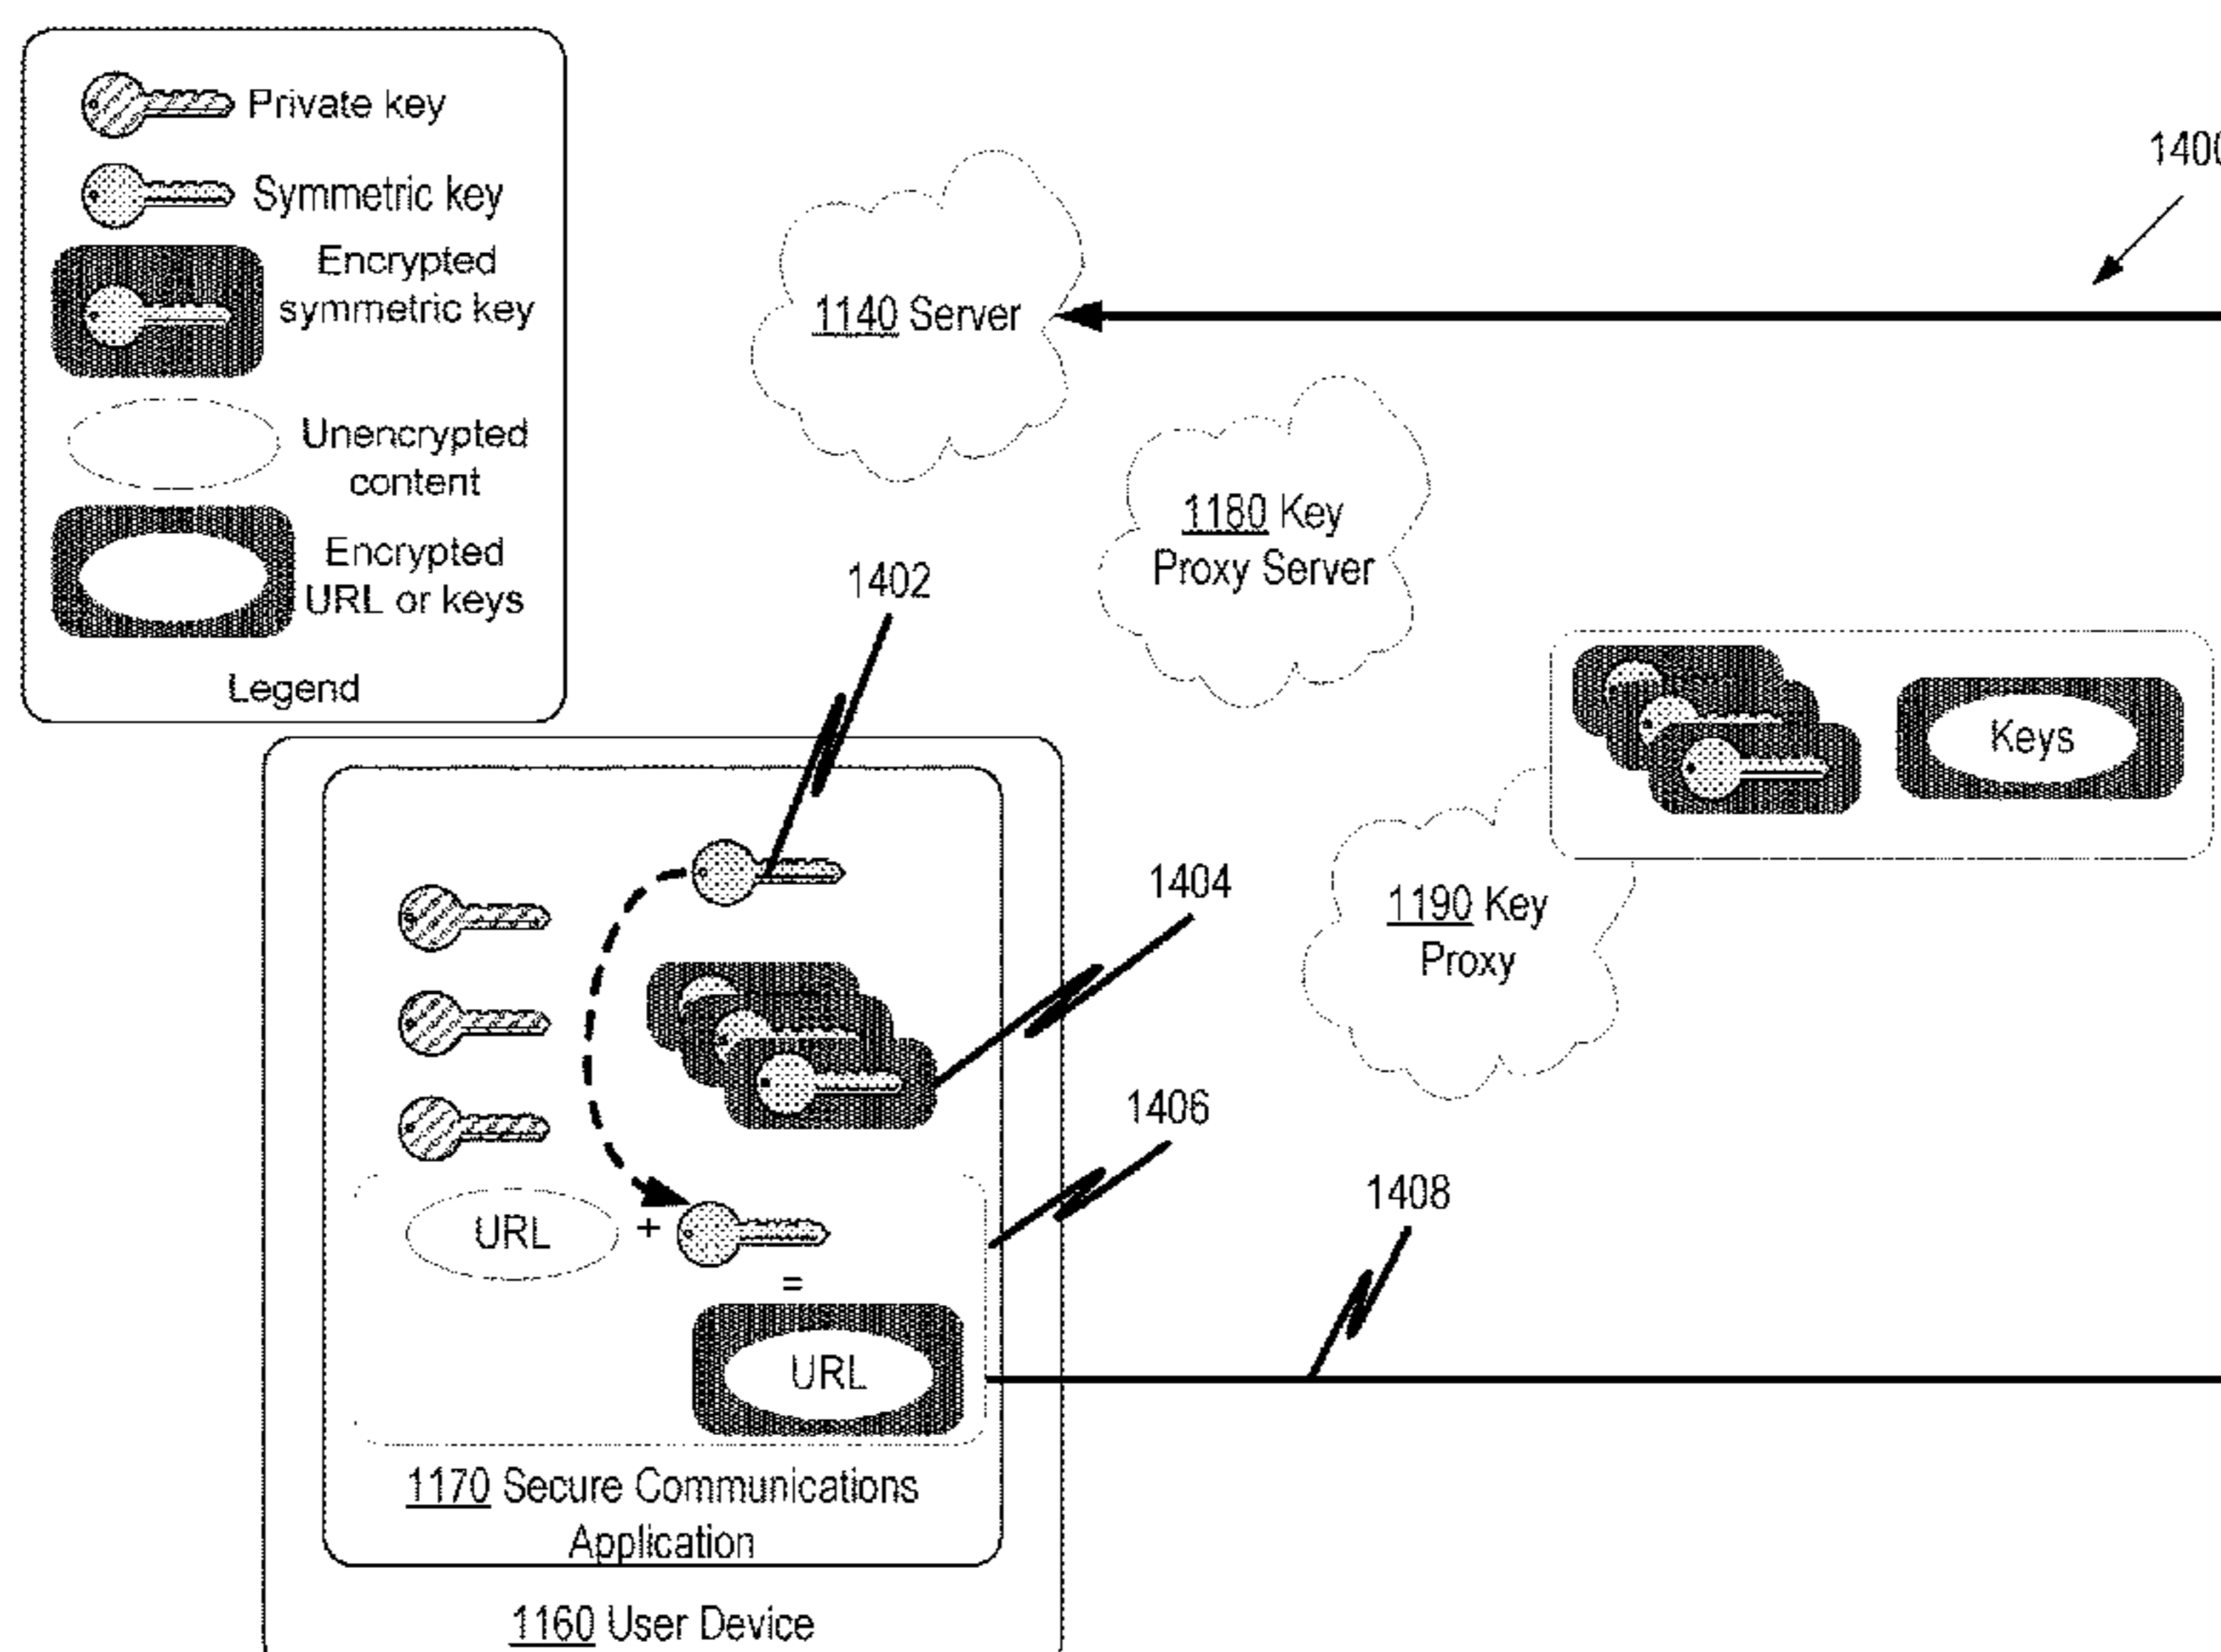 Private key
Symmetric key
Encrypted
symmetric key
Unencrypted
content
Encrypted
URL or keys
Legend
1400
1140 Server
1180 Key
Proxy Server
1402
Keys
1404
1190 Key
Proxy
1406
1408
URL
+
=
URL
1170 Secure Communications
Application
1160 User Device